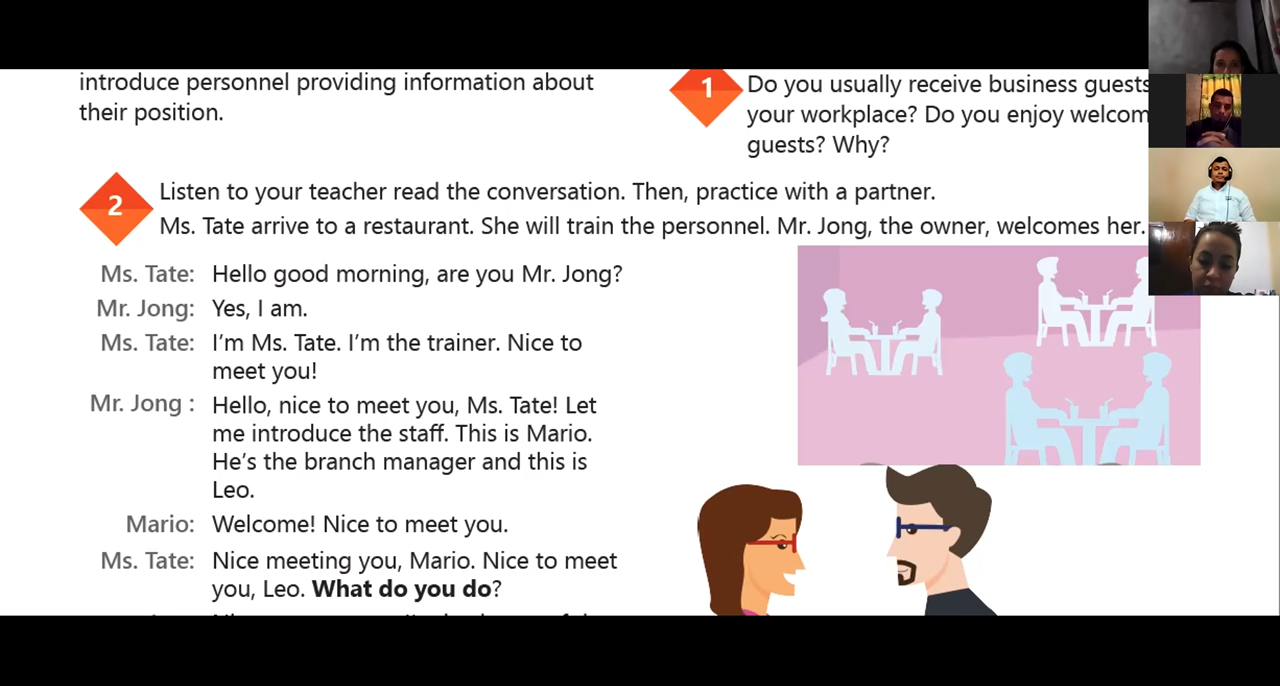 introduce personnel providing information about
their position.
1
Do you usually receive business guests
your workplace? Do you enjoy welcom
guests? Why?
2
Listen to your teacher read the conversation. Then, practice with a partner.
Ms. Tate arrive to a restaurant. She will train the personnel. Mr. Jong, the owner, welcomes her.
Ms. Tate: Hello good morning, are you Mr. Jong?
Mr. Jong: Yes, I am.
Ms. Tate: I'm Ms. Tate. I'm the trainer. Nice to
meet you!
Mr. Jong : Hello, nice to meet you, Ms. Tate! Let
me introduce the staff. This is Mario.
He's the branch manager and this is
Leo.
Mario: Welcome! Nice to meet you.
Ms. Tate: Nice meeting you, Mario. Nice to meet
you, Leo. What do you do?